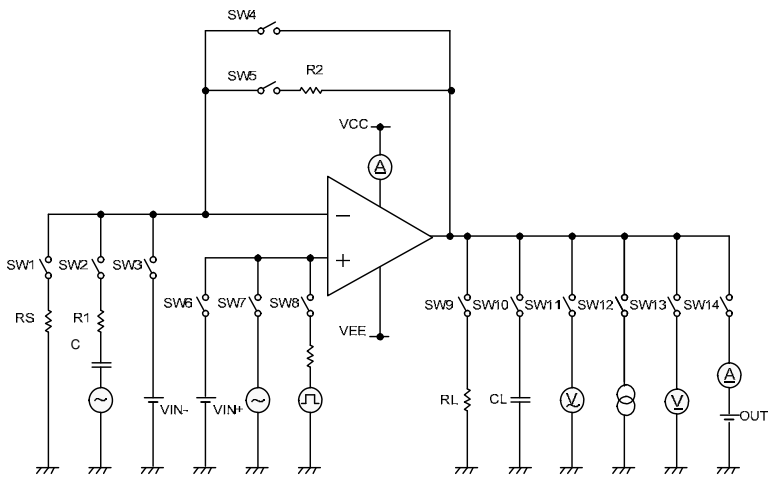 SW4
SW5
R2
VCC
A
−
+
SW1
SW2
SW3
SW6
SW7
SW8
SW9
SW10
SW11
SW12
SW13
SW14
RS
R1
C
VEE
VIN-
VIN+
RL
CL
V
V
A
OUT